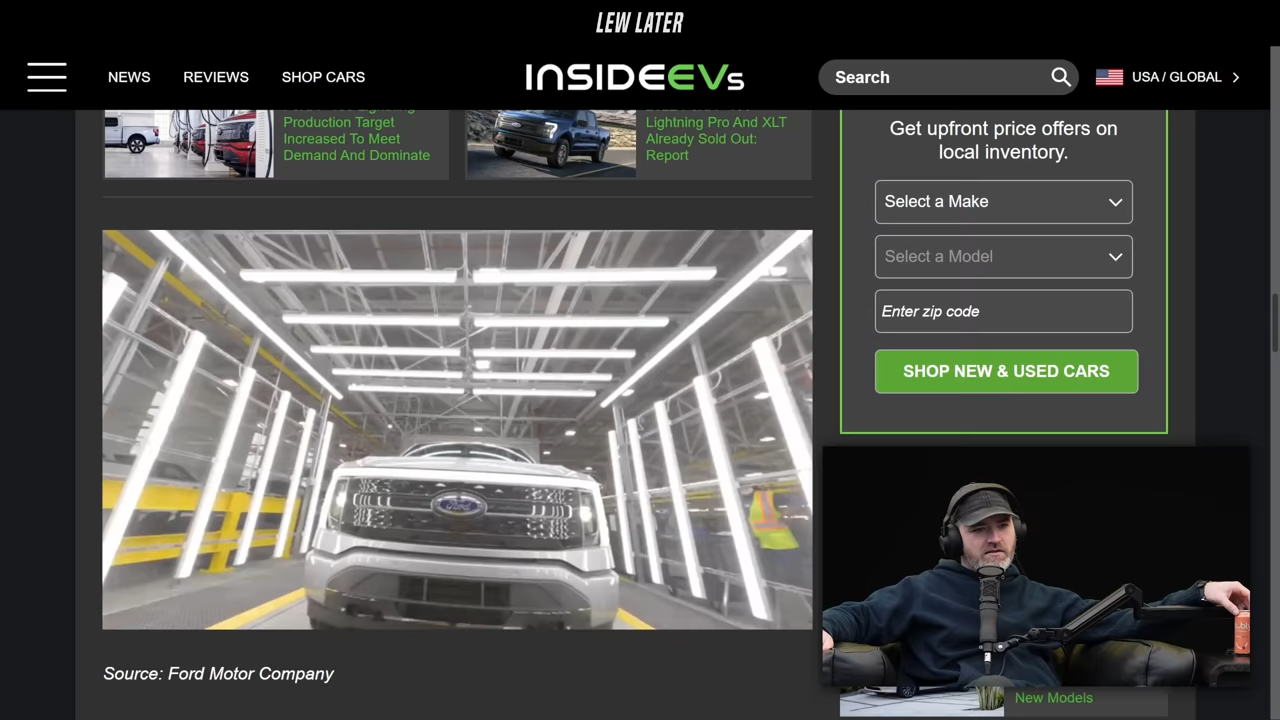 LEW LATER
NEWS
REVIEWS
SHOP CARS
INSIDEEVs
Search
USA / GLOBAL
Production Target
Increased To Meet
Demand And Dominate
Lightning Pro And XLT
Already Sold Out:
Report
Get upfront price offers on
local inventory.
Select a Make
Select a Model
Enter zip code
SHOP NEW & USED CARS
Ford
Source: Ford Motor Company
New Models